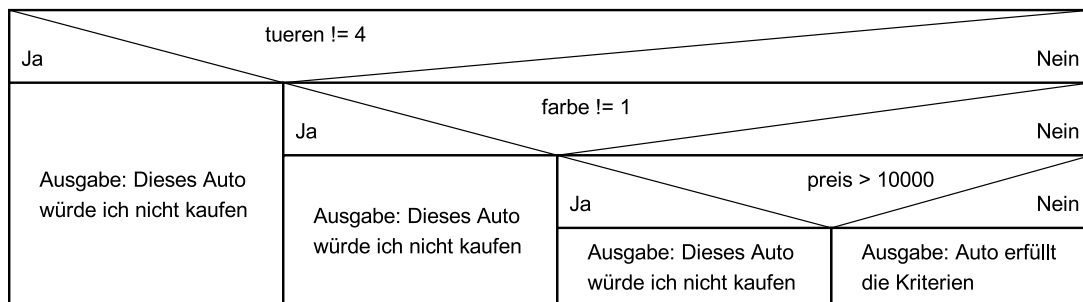 tueren != 4
Ja
Nein
farbe != 1
Ja
Nein
Ausgabe: Dieses Auto
würde ich nicht kaufen
preis > 10000
Ausgabe: Dieses Auto
würde ich nicht kaufen
Ja
Nein
Ausgabe: Dieses Auto
würde ich nicht kaufen
Ausgabe: Auto erfüllt
die Kriterien